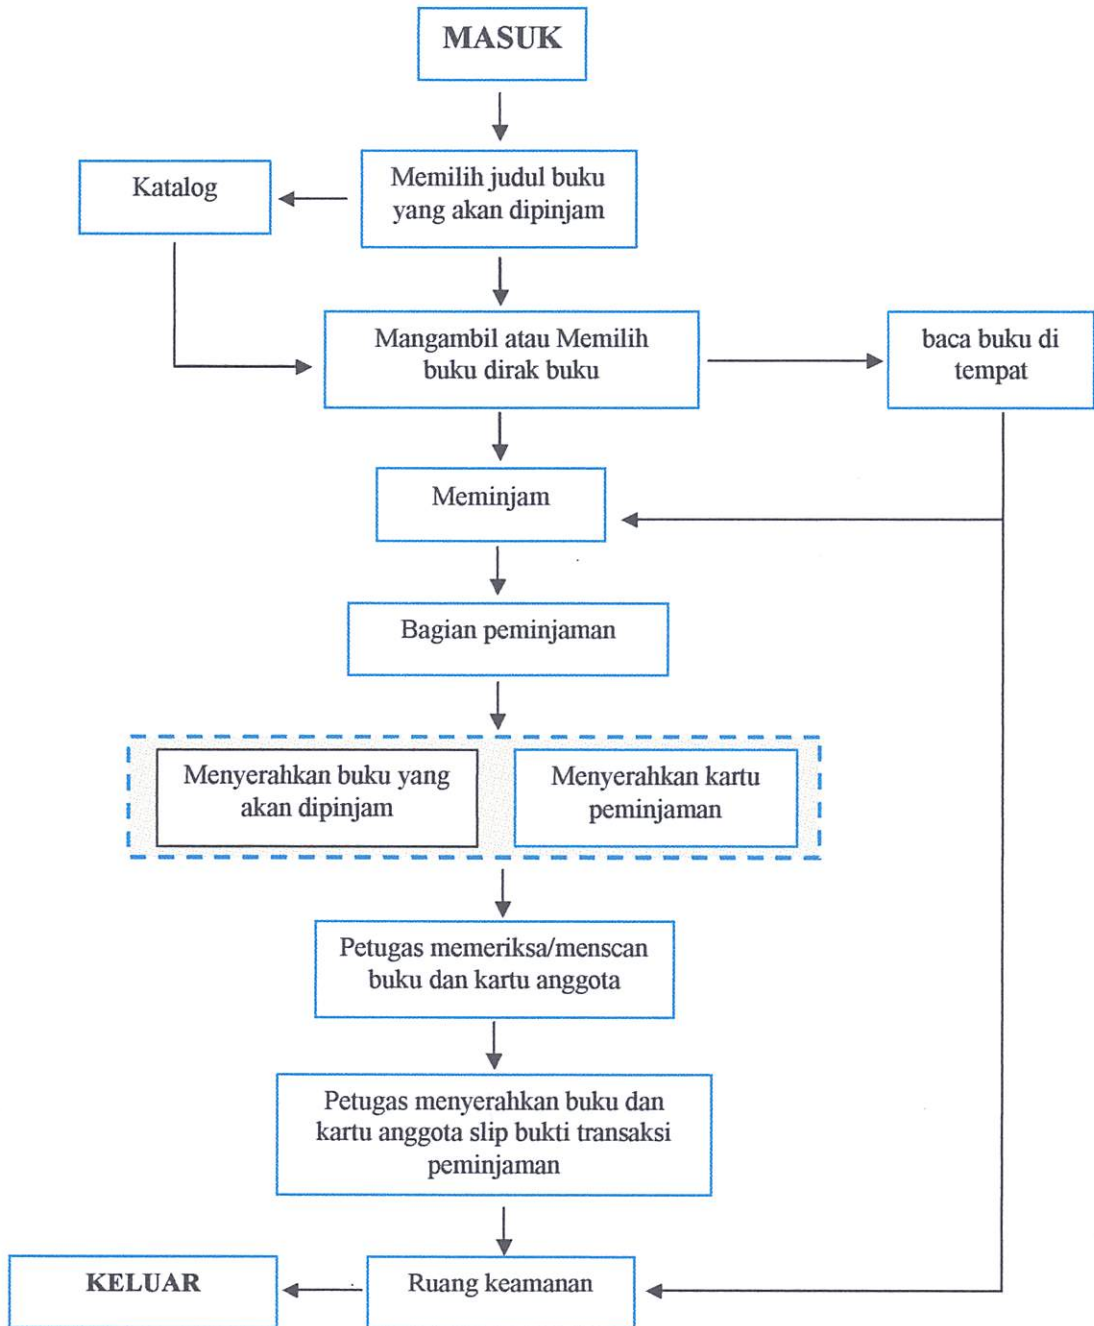 MASUK
Katalog
Memilih judul buku
yang akan dipinjam
Mangambil atau Memilih
buku dirak buku
baca buku di
tempat
Meminjam
Bagian peminjaman
Menyerahkan buku yang
akan dipinjam
Menyerahkan kartu
peminjaman
Petugas memeriksa/menscan
buku dan kartu anggota
Petugas menyerahkan buku dan
kartu anggota slip bukti transaksi
peminjaman
KELUAR
Ruang keamanan